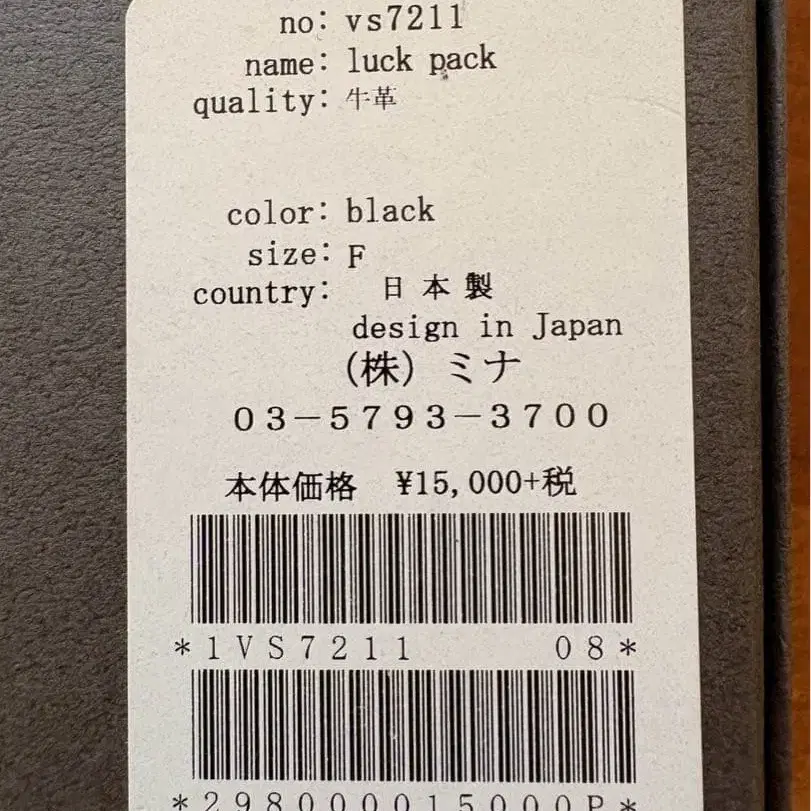 no: vs7211
name: luck pack
quality: 牛革
color: black
size: F
country: 日本製
design in Japan
(株) ミナ
03-5793-3700
本体価格 ¥15,000+税
*1VS7211 08*
*298000015000P*